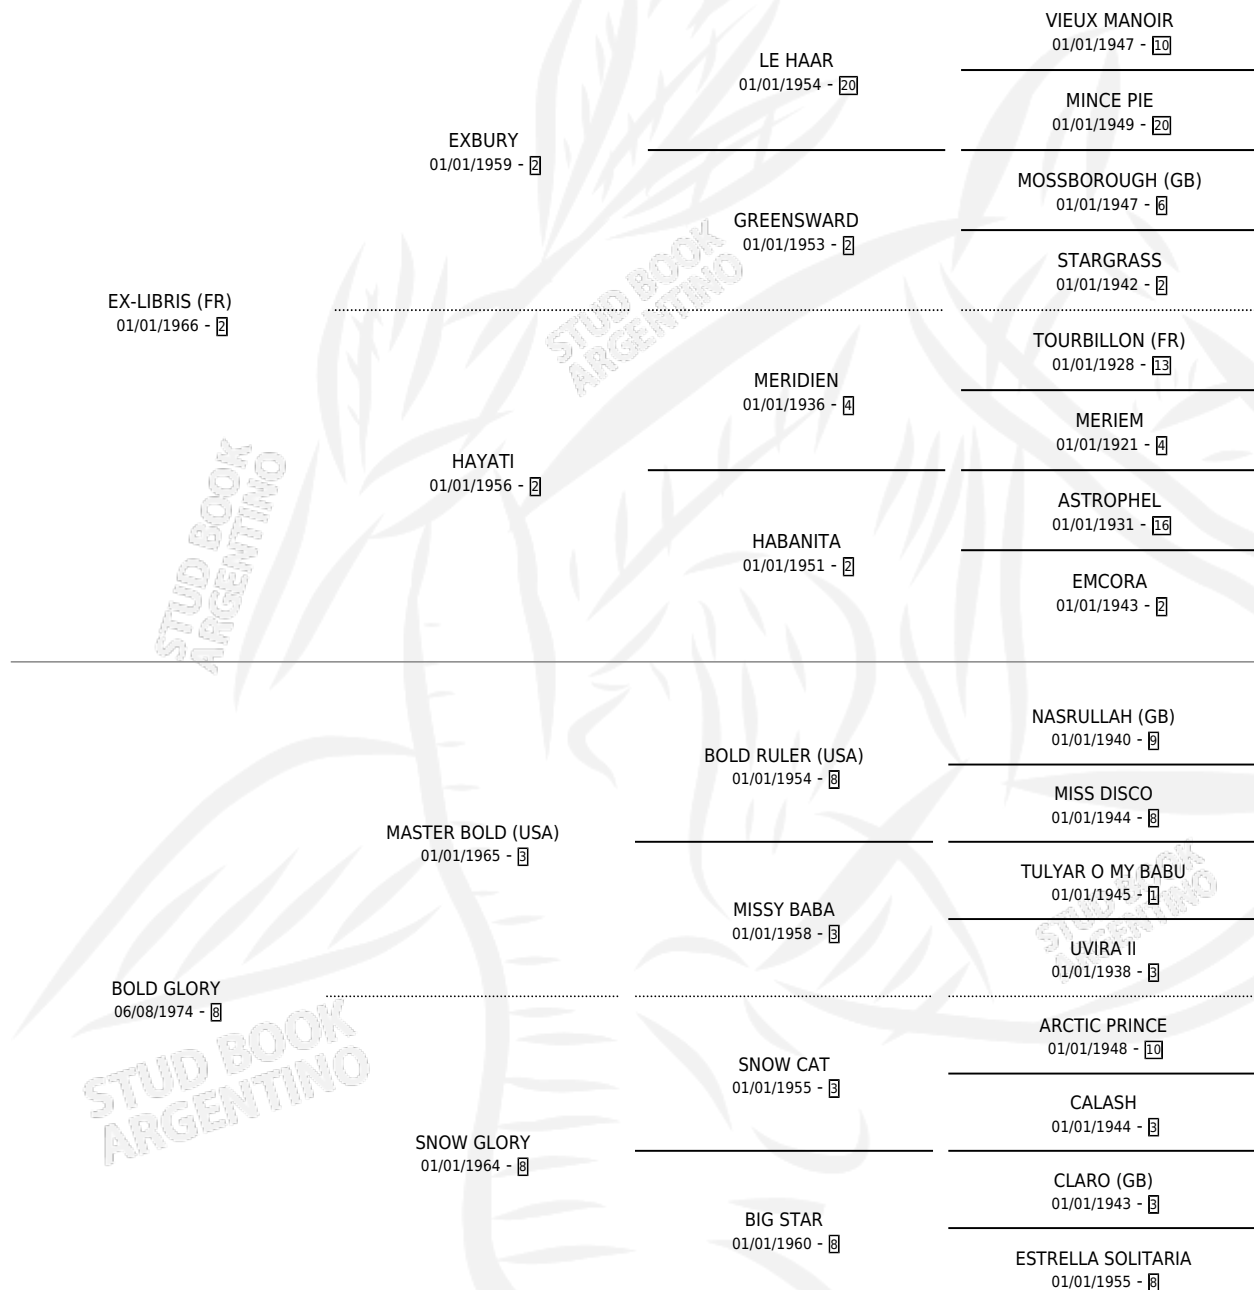 VIEUX MANOIR
01/01/1947 - 10
LE HAAR
01/01/1954 - 20
MINCE PIE
01/01/1949 - 20
EXBURY
01/01/1959 - 2
MOSSBOROUGH (GB)
01/01/1947 - 6
GREENSWARD
01/01/1953 - 2
STARGRASS
01/01/1942 - 2
EX-LIBRIS (FR)
01/01/1966 - 2
TOURBILLON (FR)
01/01/1928 - 13
MERIDIEN
01/01/1936 - 4
MERIEM
01/01/1921 - 4
HAYATI
01/01/1956 - 2
ASTROPHEL
01/01/1931 - 16
HABANITA
01/01/1951 - 2
EMCORA
01/01/1943 - 2
NASRULLAH (GB)
01/01/1940 - 9
BOLD RULER (USA)
01/01/1954 - 8
MISS DISCO
01/01/1944 - 8
MASTER BOLD (USA)
01/01/1965 - 3
TULYAR O MY BABU
01/01/1945 - 1
MISSY BABA
01/01/1958 - 3
UVIRA II
01/01/1938 - 3
BOLD GLORY
06/08/1974 - 8
ARCTIC PRINCE
01/01/1948 - 10
SNOW CAT
01/01/1955 - 3
CALASH
01/01/1944 - 3
SNOW GLORY
01/01/1964 - 8
CLARO (GB)
01/01/1943 - 3
BIG STAR
01/01/1960 - 8
ESTRELLA SOLITARIA
01/01/1955 - 8
STUD BOOK
ARGENTINO
STUD BOOK
ARGENTINO
STUD BOOK
ARGENTINO
STUD BOOK
ARGENTINO